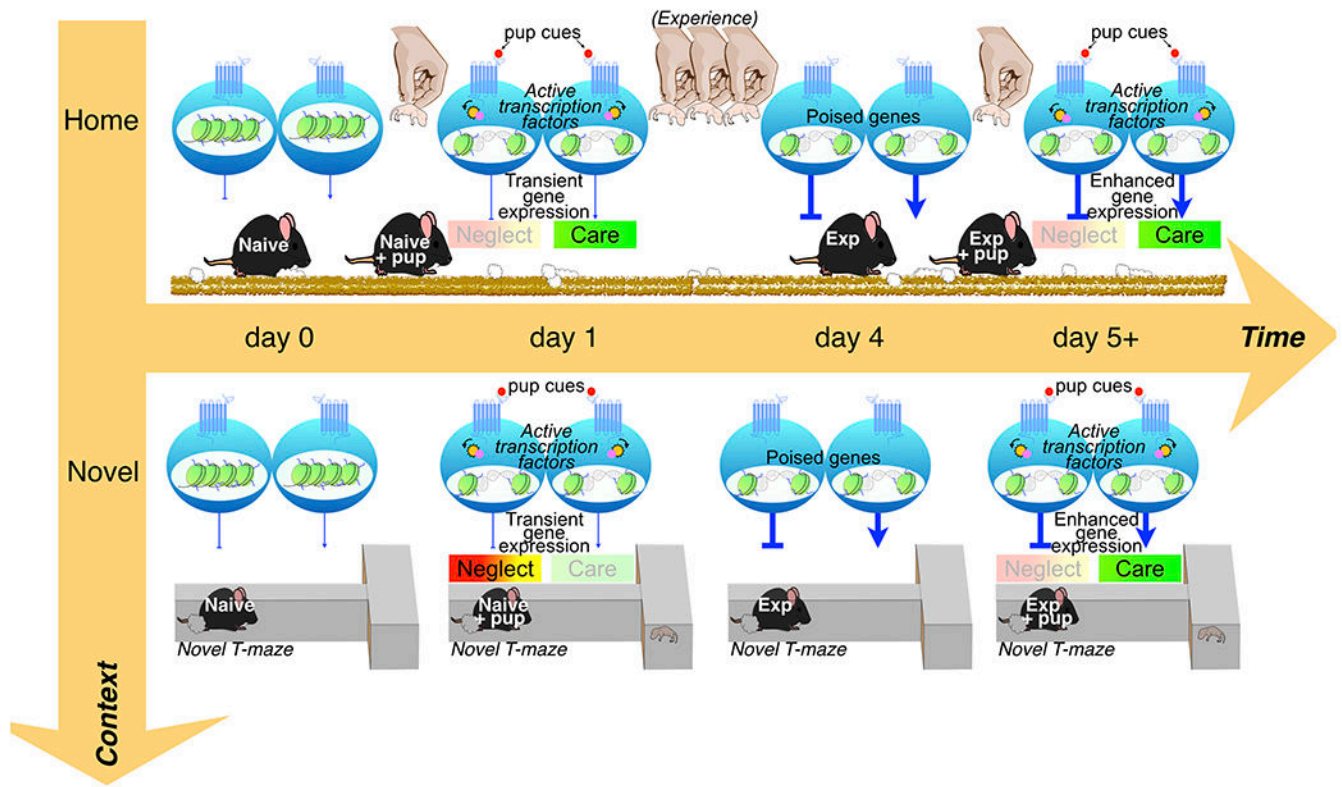 (Experience)
pup cues
pup cues
Home
Active
transcription
factors
Poised genes
Active
transcription
factors
Transient
gene
expression
Enhanced
gene
expression
Naive
Naive
+ pup
Neglect
Care
Exp
Exp
+ pup
Neglect
Care
day 0
day 1
day 4
day 5+
Time
pup cues
pup cues
Novel
Active
transcription
factors
Poised genes
Active
transcription
factors
Transient
gene
expression
Enhanced
gene
expression
Neglect
Care
Neglect
Care
Naive
Naive
+ pup
Exp
Exp
+ pup
Novel T-maze
Novel T-maze
Novel T-maze
Novel T-maze
Context